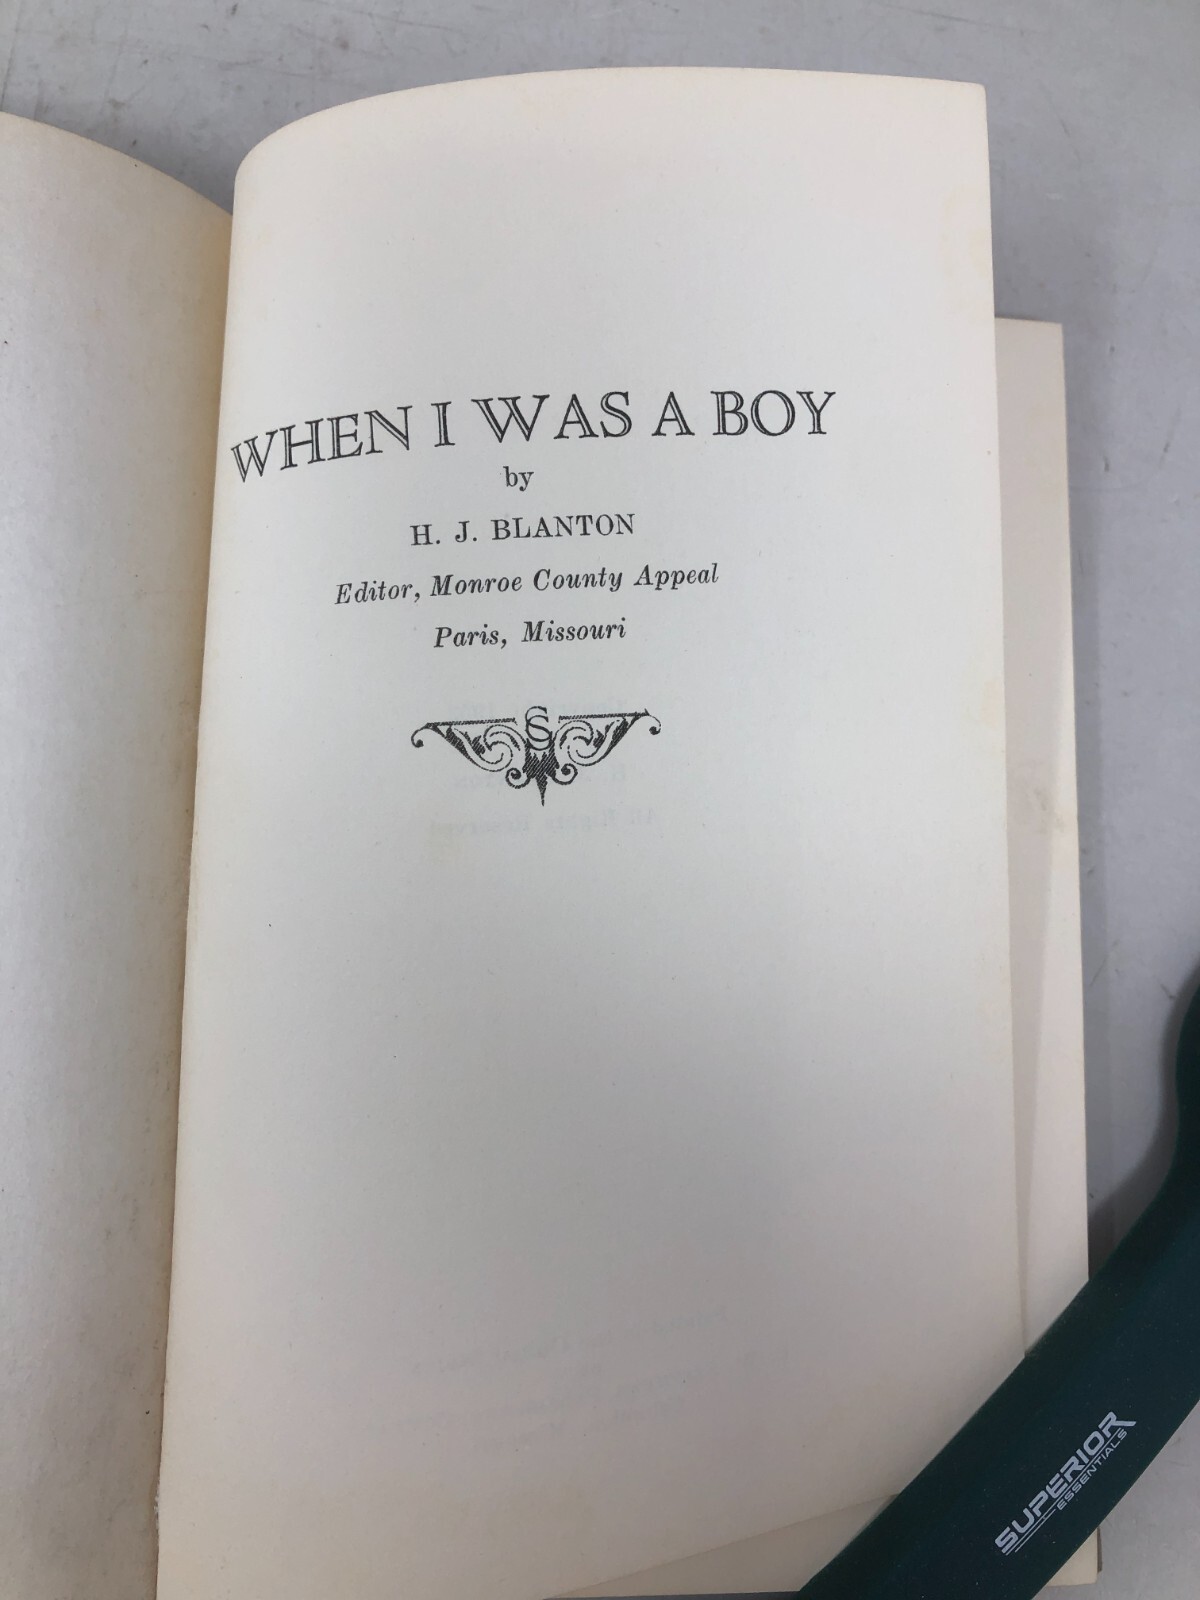 WHEN I WAS A BOY
by
H. J. BLANTON
Editor, Monroe County Appeal
Paris, Missouri
SUPERIOR
ESSENTIALS